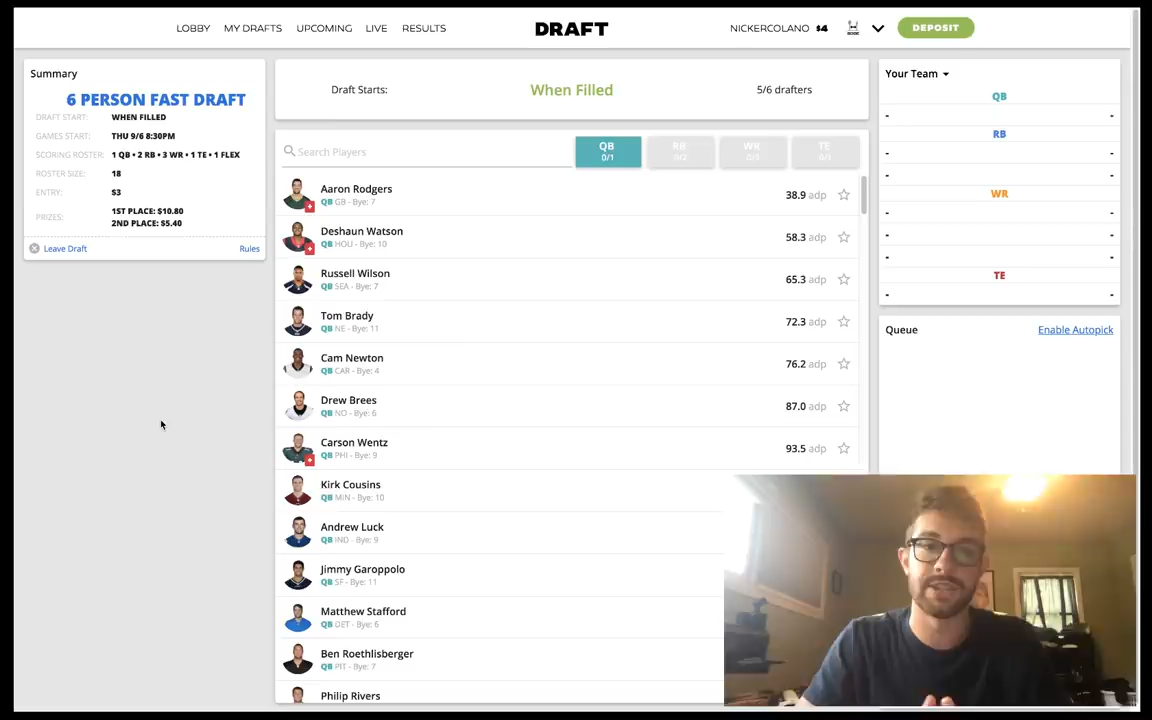 LOBBY MY DRAFTS UPCOMING LIVE RESULTS DRAFT NICKERCOLANO $4 DEPOSIT
Summary
6 PERSON FAST DRAFT
DRAFT START: WHEN FILLED
GAMES START: THU 9/6 8:30PM
SCORING ROSTER: 1 QB • 2 RB • 3 WR • 1 TE • 1 FLEX
ROSTER SIZE: 18
ENTRY: $3
PRIZES: 1ST PLACE: $10.80
2ND PLACE: $5.40
Leave Draft Rules
Draft Starts: When Filled 5/6 drafters
Search Players
QB
0/1
RB
0/2
WR
0/3
TE
0/1
Aaron Rodgers
QB GB - Bye: 7
38.9 adp
Deshaun Watson
QB HOU - Bye: 10
58.3 adp
Russell Wilson
QB SEA - Bye: 7
65.3 adp
Tom Brady
QB NE - Bye: 11
72.3 adp
Cam Newton
QB CAR - Bye: 4
76.2 adp
Drew Brees
QB NO - Bye: 6
87.0 adp
Carson Wentz
QB PHI - Bye: 9
93.5 adp
Kirk Cousins
QB MIN - Bye: 10
Andrew Luck
QB IND - Bye: 9
Jimmy Garoppolo
QB SF - Bye: 11
Matthew Stafford
QB DET - Bye: 6
Ben Roethlisberger
QB PIT - Bye: 7
Philip Rivers
Your Team
QB
- -
RB
- -
- -
WR
- -
- -
- -
TE
- -
Queue Enable Autopick